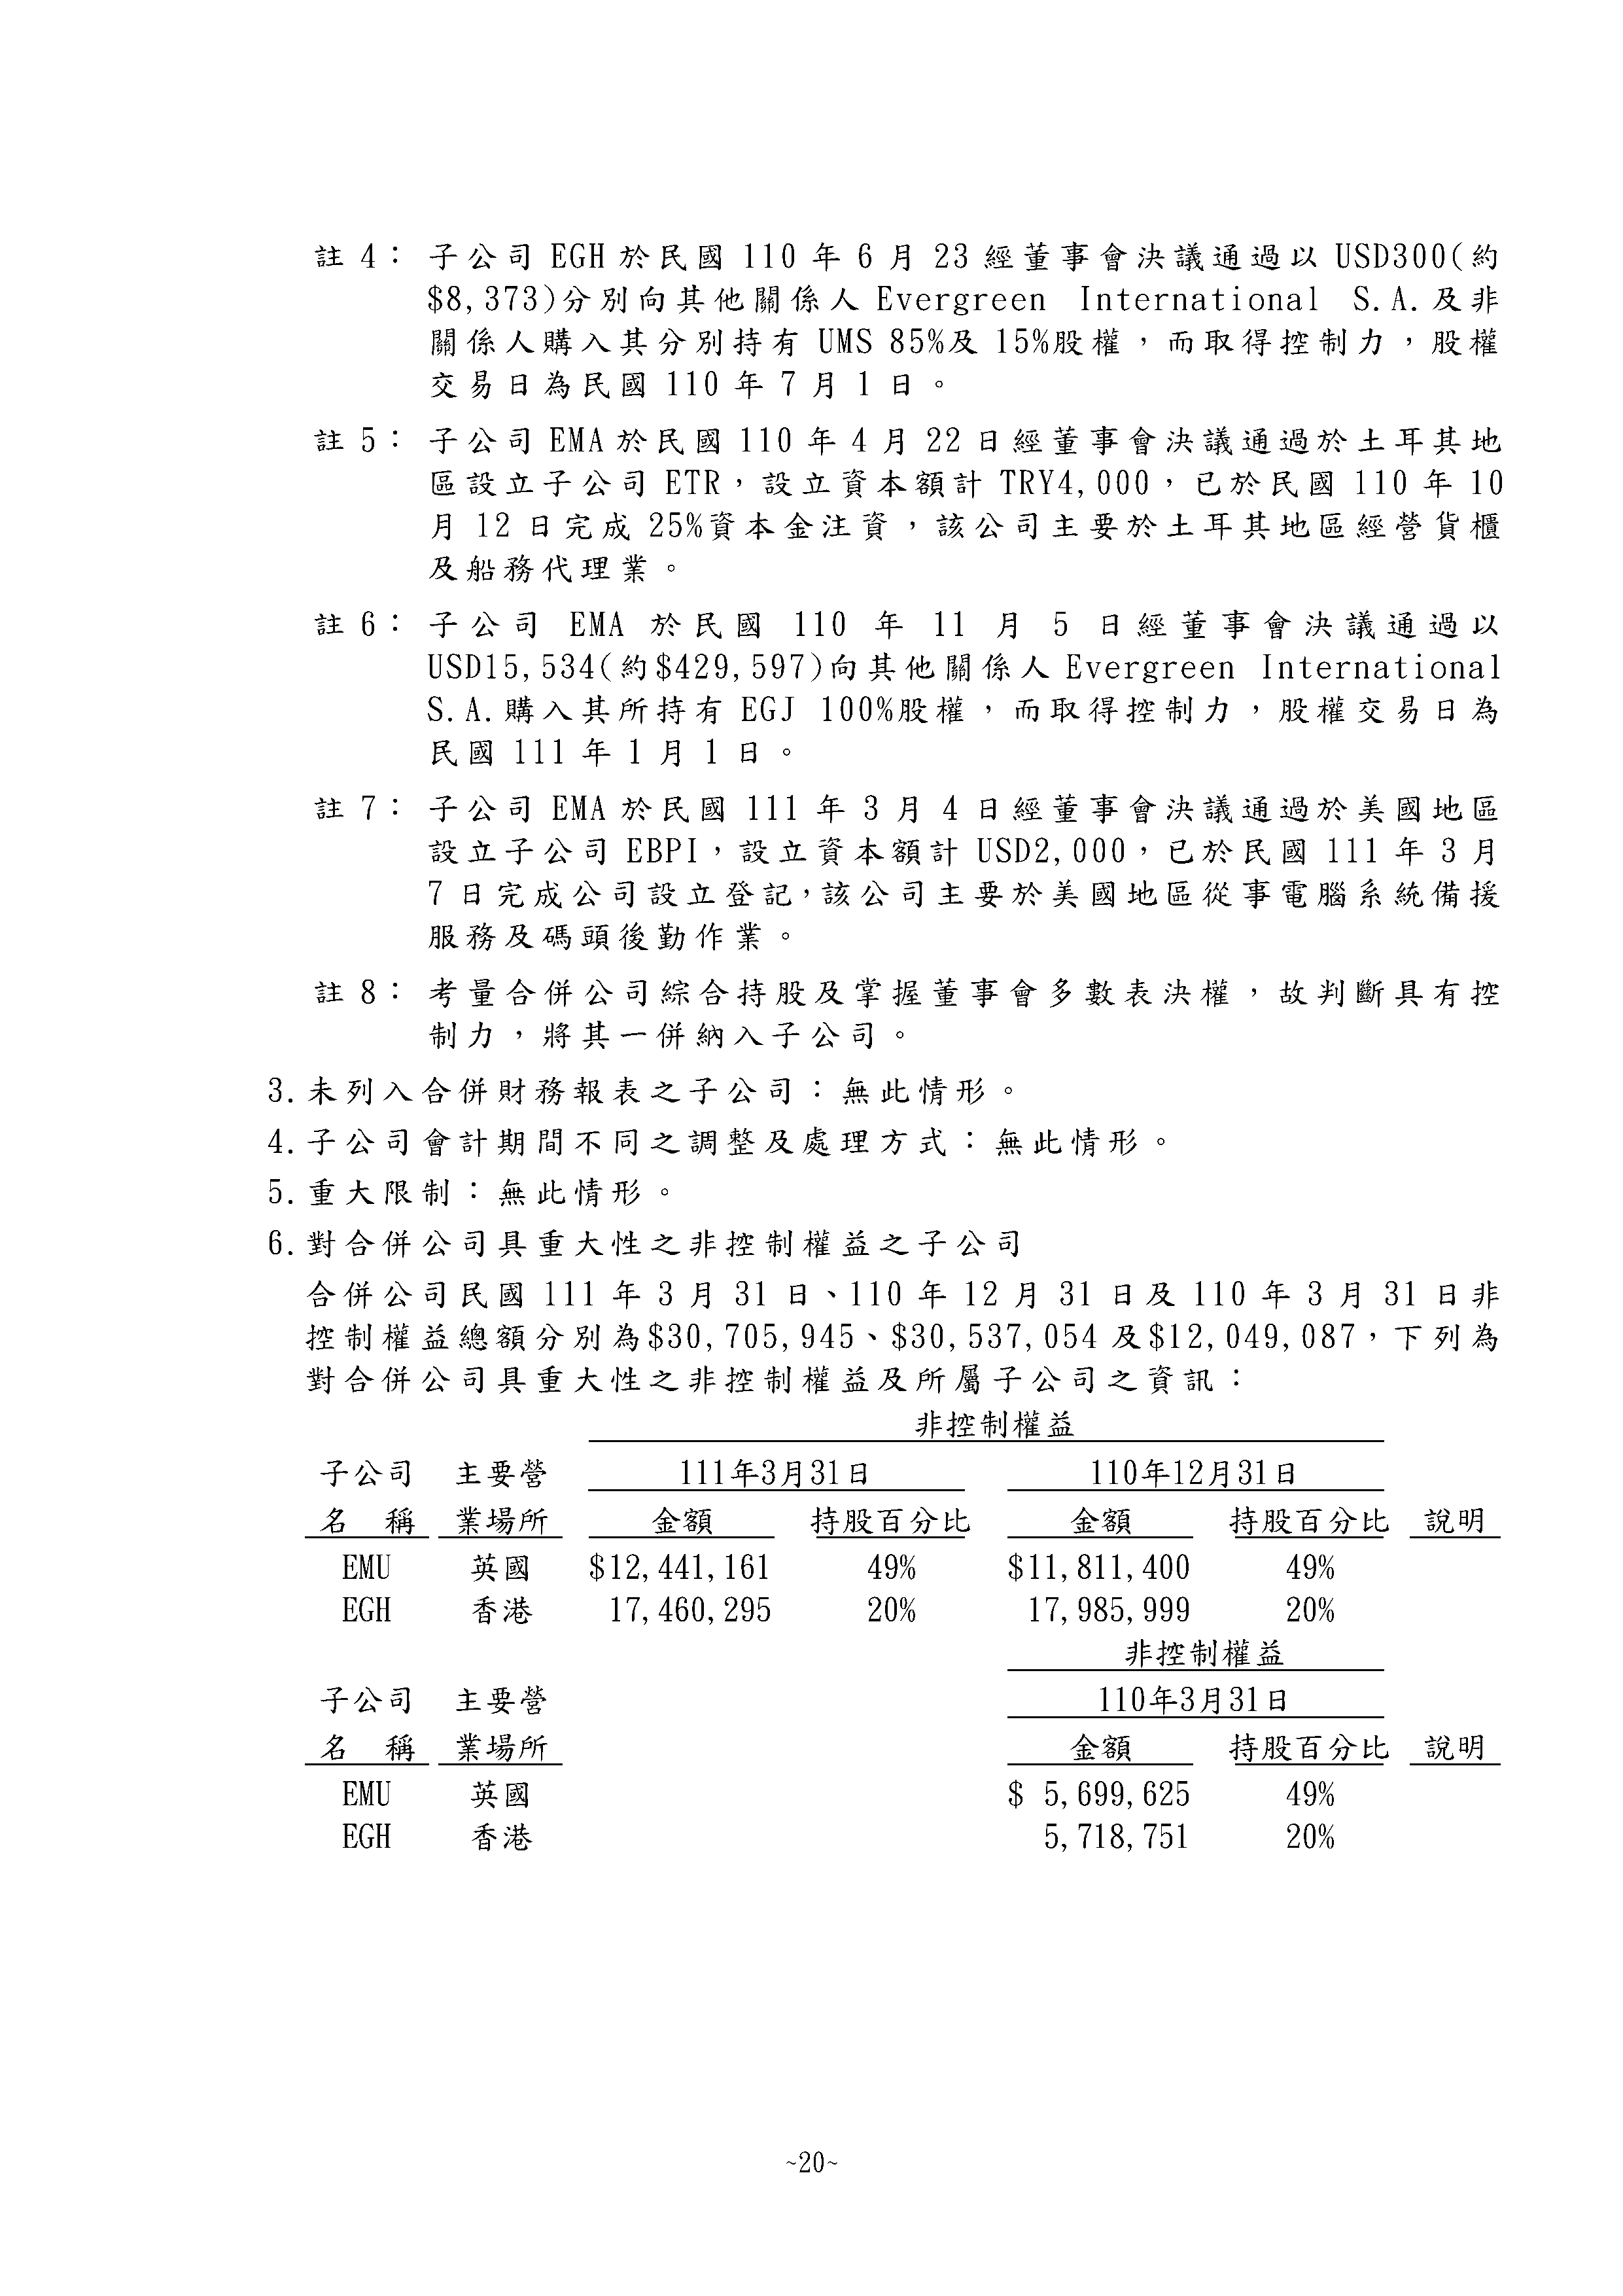 註 4： 子公司 EGH 於民國 110 年 6 月 23 經董事會決議通過以 USD300(約
$8,373)分別向其他關係人 Evergreen International S.A.及非
關係人購入其分別持有 UMS 85%及 15%股權，而取得控制力，股權
交易日為民國 110 年 7 月 1 日。
註 5： 子公司 EMA 於民國 110 年 4 月 22 日經董事會決議通過於土耳其地
區設立子公司 ETR，設立資本額計 TRY4,000，已於民國 110 年 10
月 12 日完成 25%資本金注資，該公司主要於土耳其地區經營貨櫃
及船務代理業。
註 6： 子公司 EMA 於民國 110 年 11 月 5 日經董事會決議通過以
USD15,534(約$429,597)向其他關係人 Evergreen International
S.A.購入其所持有 EGJ 100%股權，而取得控制力，股權交易日為
民國 111 年 1 月 1 日。
註 7： 子公司 EMA 於民國 111 年 3 月 4 日經董事會決議通過於美國地區
設立子公司 EBPI，設立資本額計 USD2,000，已於民國 111 年 3 月
7 日完成公司設立登記，該公司主要於美國地區從事電腦系統備援
服務及碼頭後勤作業。
註 8： 考量合併公司綜合持股及掌握董事會多數表決權，故判斷具有控
制力，將其一併納入子公司。
3.未列入合併財務報表之子公司：無此情形。
4.子公司會計期間不同之調整及處理方式：無此情形。
5.重大限制：無此情形。
6.對合併公司具重大性之非控制權益之子公司
合併公司民國 111 年 3 月 31 日、110 年 12 月 31 日及 110 年 3 月 31 日非
控制權益總額分別為$30,705,945、$30,537,054 及$12,049,087，下列為
對合併公司具重大性之非控制權益及所屬子公司之資訊：
非控制權益
子公司 主要營 111年3月31日 110年12月31日
名 稱 業場所 金額 持股百分比 金額 持股百分比 說明
EMU 英國 $12,441,161 49% $11,811,400 49%
EGH 香港 17,460,295 20% 17,985,999 20%
非控制權益
子公司 主要營 110年3月31日
名 稱 業場所 金額 持股百分比 說明
EMU 英國 $ 5,699,625 49%
EGH 香港 5,718,751 20%
~20~